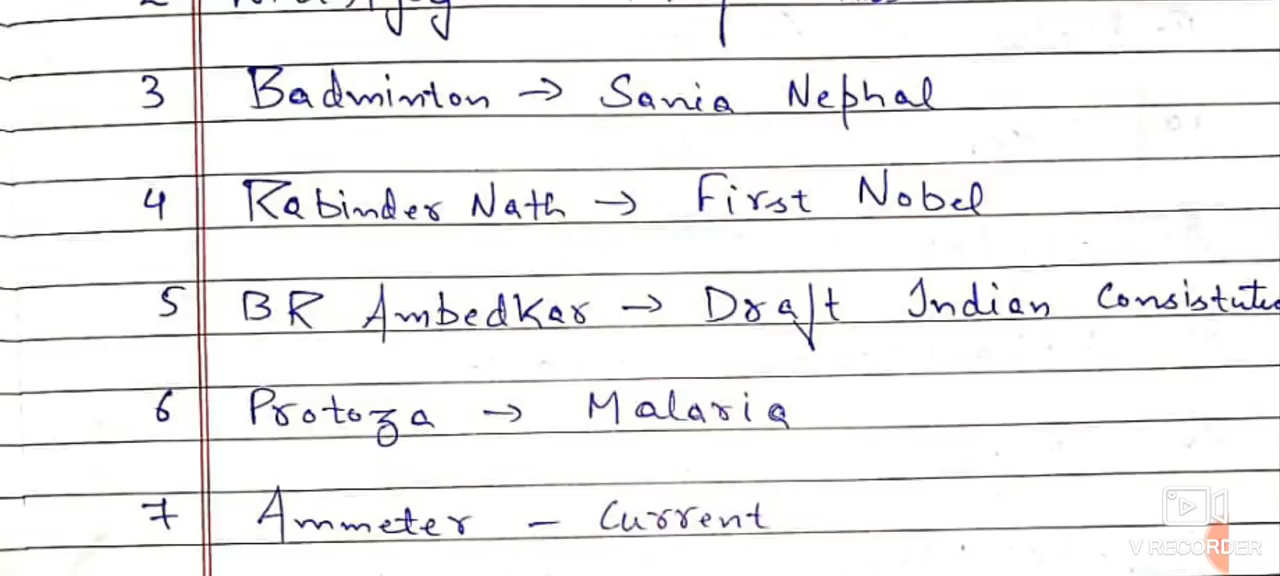 3 Badminton → Sania Nephal
4 Rabinder Nath → First Nobel
5 BR Ambedkar → Draft Indian Consistute
6 Protoza → Malaria
7 Ammeter - Current
V RECORDER